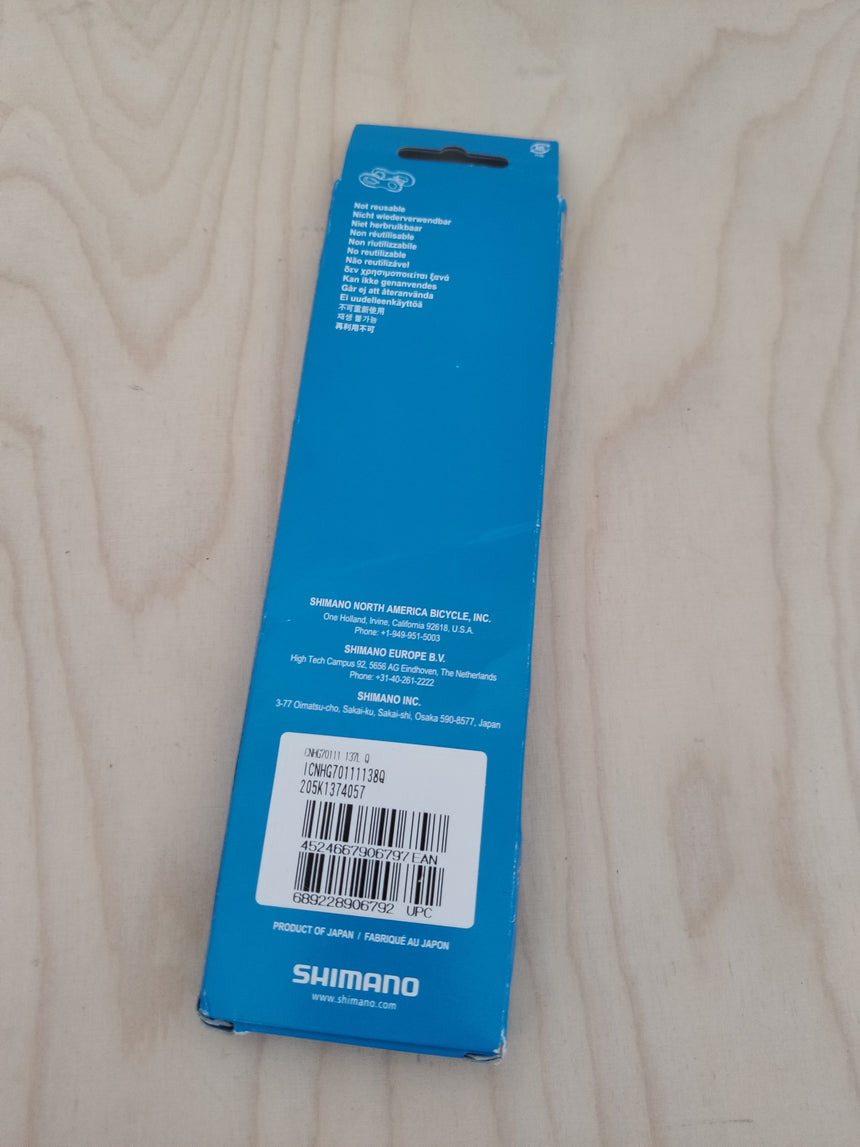 Not reusable
Nicht wiederverwendbar
Niet herbruikbaar
Non réutilisable
Non riutilizzabile
No reutilizable
Não reutilizável
δεν χρησιμοποιείται ξανά
Kan ikke genanvendes
Går ej att återanvända
Ei uudelleenkäyttöä
不可重新使用
재생 불가능
再利用不可
SHIMANO NORTH AMERICA BICYCLE, INC.
One Holland, Irvine, California 92618, U.S.A.
Phone: +1-949-951-5003
SHIMANO EUROPE B.V.
High Tech Campus 92, 5656 AG Eindhoven, The Netherlands
Phone: +31-40-261-2222
SHIMANO INC.
3-77 Oimatsu-cho, Sakai-ku, Sakai-shi, Osaka 590-8577, Japan
CNHG70111 137L Q
ICNHG70111138Q
205K1374057
4524667906797 EAN
689228906792 UPC
PRODUCT OF JAPAN / FABRIQUÉ AU JAPON
SHIMANO
www.shimano.com